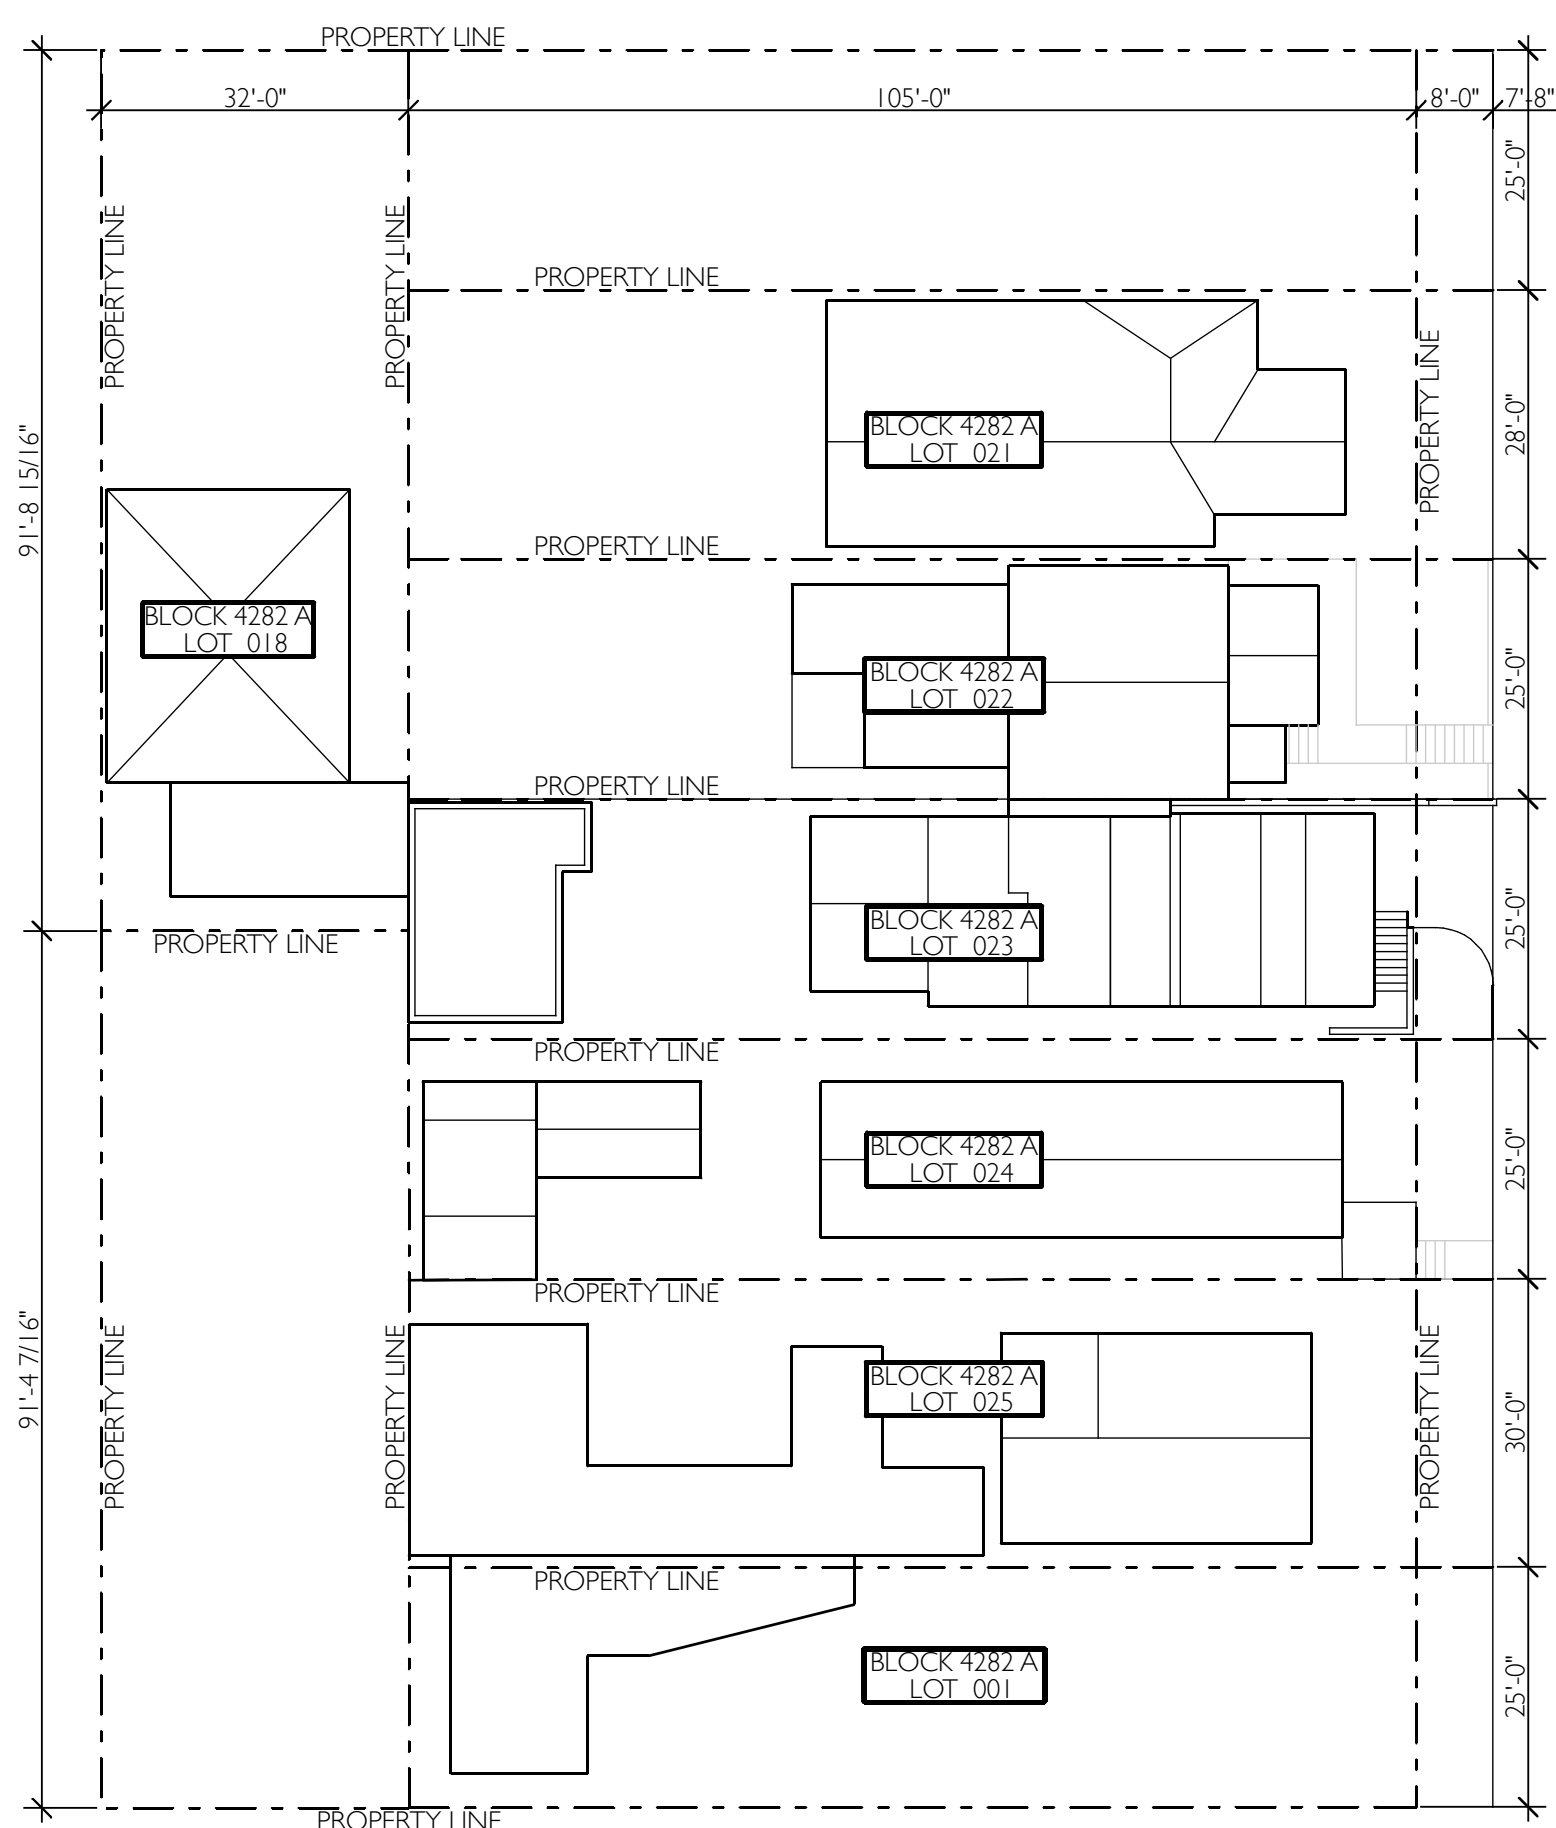 PROPERTY LINE
32'-0"
105'-0"
8'-0"
7'-8"
25'-0"
PROPERTY LINE
PROPERTY LINE
PROPERTY LINE
PROPERTY LINE
28'-0"
BLOCK 4282 A
LOT 021
91'-8 15/16"
PROPERTY LINE
BLOCK 4282 A
LOT 018
BLOCK 4282 A
LOT 022
25'-0"
PROPERTY LINE
BLOCK 4282 A
LOT 023
25'-0"
PROPERTY LINE
PROPERTY LINE
BLOCK 4282 A
LOT 024
25'-0"
PROPERTY LINE
91'-4 7/16"
PROPERTY LINE
PROPERTY LINE
BLOCK 4282 A
LOT 025
PROPERTY LINE
30'-0"
PROPERTY LINE
BLOCK 4282 A
LOT 001
25'-0"
PROPERTY LINE